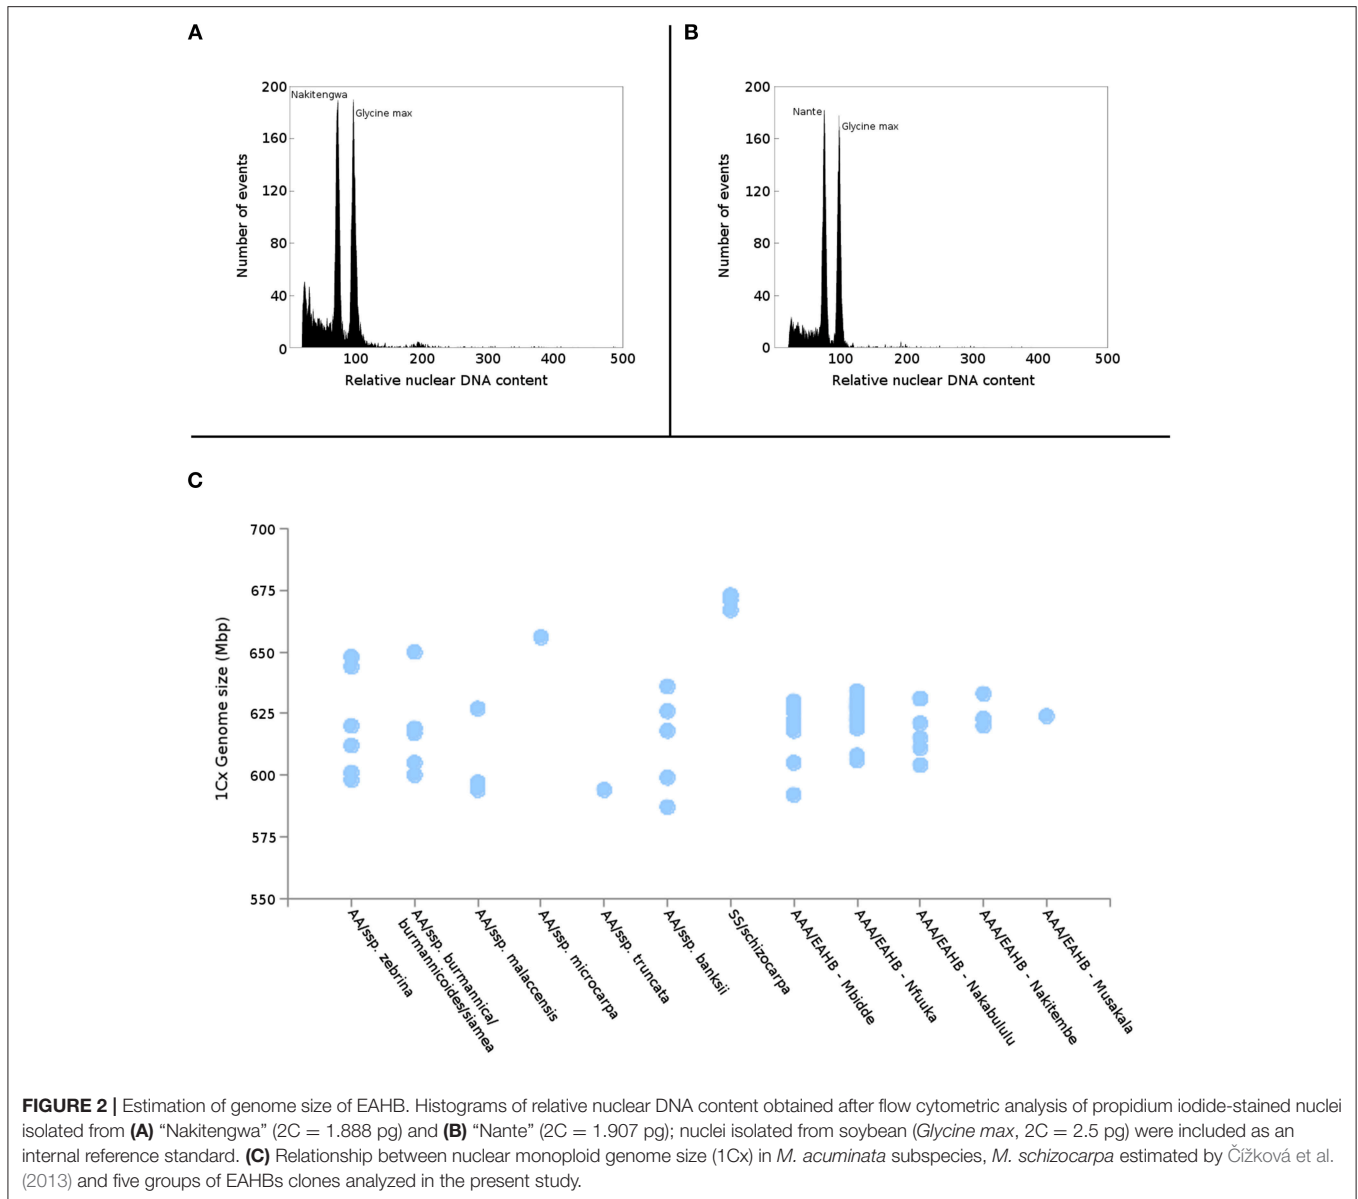 A
B
200
160
120
80
40
0
Number of events
Nakitengwa
Glycine max
100 200 300 400 500
Relative nuclear DNA content
200
160
120
80
40
0
Number of events
Nante
Glycine max
100 200 300 400 500
Relative nuclear DNA content
C
700
675
650
625
600
575
550
1Cx Genome size (Mbp)
AA/ssp. zebrina
AA/ssp. burmannica/
burmannicoides/siamea
AA/ssp. malaccensis
AA/ssp. microcarpa
AA/ssp. truncata
AA/ssp. banksii
SS/schizocarpa
AAA/EAHB - Mbidde
AAA/EAHB - Nfuuka
AAA/EAHB - Nakabululu
AAA/EAHB - Nakitembe
AAA/EAHB - Musakala
FIGURE 2 | Estimation of genome size of EAHB. Histograms of relative nuclear DNA content obtained after flow cytometric analysis of propidium iodide-stained nuclei
isolated from (A) “Nakitengwa” (2C = 1.888 pg) and (B) “Nante” (2C = 1.907 pg); nuclei isolated from soybean (Glycine max, 2C = 2.5 pg) were included as an
internal reference standard. (C) Relationship between nuclear monoploid genome size (1Cx) in M. acuminata subspecies, M. schizocarpa estimated by Čížková et al.
(2013) and five groups of EAHBs clones analyzed in the present study.